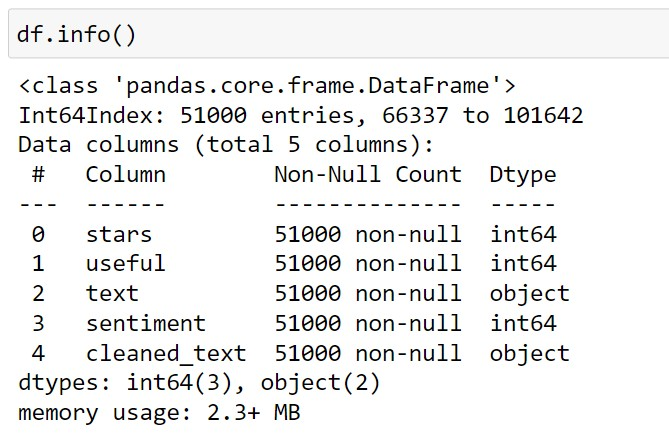 df.info()
<class 'pandas.core.frame.DataFrame'>
Int64Index: 51000 entries, 66337 to 101642
Data columns (total 5 columns):
 #   Column        Non-Null Count  Dtype
---  ------        --------------  -----
 0   stars         51000 non-null  int64
 1   useful        51000 non-null  int64
 2   text          51000 non-null  object
 3   sentiment     51000 non-null  int64
 4   cleaned_text  51000 non-null  object
dtypes: int64(3), object(2)
memory usage: 2.3+ MB